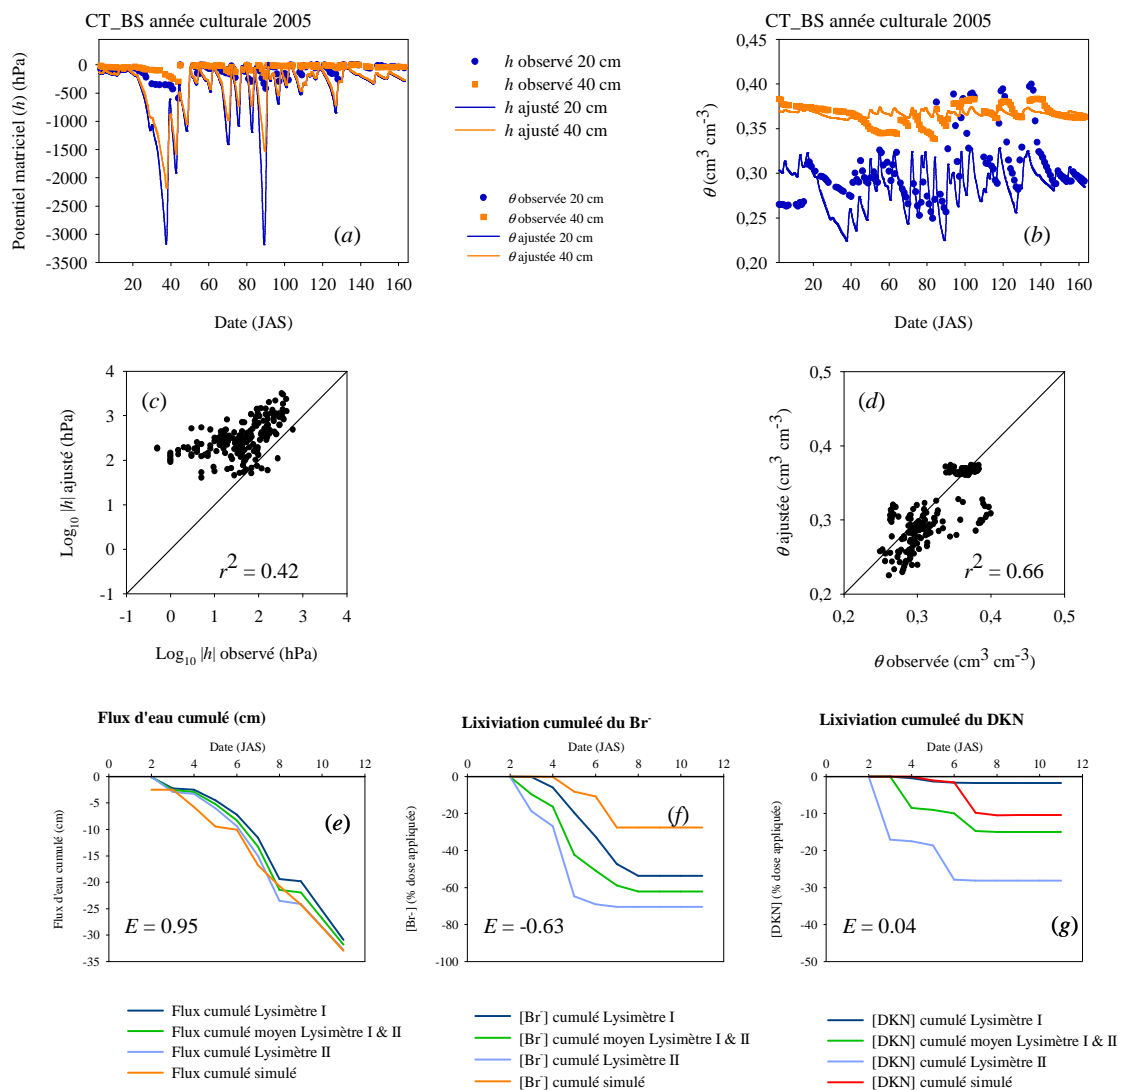 CT_BS année culturale 2005
CT_BS année culturale 2005
Potentiel matriciel (h) (hPa)
0
-500
-1000
-1500
-2000
-2500
-3000
-3500
20 40 60 80 100 120 140 160
Date (JAS)
(a)
h observé 20 cm
h observé 40 cm
h ajusté 20 cm
h ajusté 40 cm
θ observée 20 cm
θ observée 40 cm
θ ajustée 20 cm
θ ajustée 40 cm
θ (cm3 cm-3)
0,45
0,40
0,35
0,30
0,25
0,20
20 40 60 80 100 120 140 160
Date (JAS)
(b)
Log10 |h| ajusté (hPa)
4
3
2
1
0
-1
(c)
r2 = 0.42
-1 0 1 2 3 4
Log10 |h| observé (hPa)
θ ajustée (cm3 cm-3)
0,5
0,4
0,3
0,2
(d)
r2 = 0.66
0,2 0,3 0,4 0,5
θ observée (cm3 cm-3)
Flux d'eau cumulé (cm)
Date (JAS)
0 2 4 6 8 10 12
Flux d'eau cumulé (cm)
0
-5
-10
-15
-20
-25
-30
-35
(e)
E = 0.95
Flux cumulé Lysimètre I
Flux cumulé moyen Lysimètre I & II
Flux cumulé Lysimètre II
Flux cumulé simulé
Lixiviation cumuleé du Br-
Date (JAS)
0 2 4 6 8 10 12
[Br-] (% dose appliquée)
0
-20
-40
-60
-80
-100
(f)
E = -0.63
[Br-] cumulé Lysimètre I
[Br-] cumulé moyen Lysimètre I & II
[Br-] cumulé Lysimètre II
[Br-] cumulé simulé
Lixiviation cumuleé du DKN
Date (JAS)
0 2 4 6 8 10 12
[DKN] (% dose appliquée)
0
-10
-20
-30
-40
-50
(g)
E = 0.04
[DKN] cumulé Lysimètre I
[DKN] cumulé moyen Lysimètre I & II
[DKN] cumulé Lysimètre II
[DKN] cumulé simulé